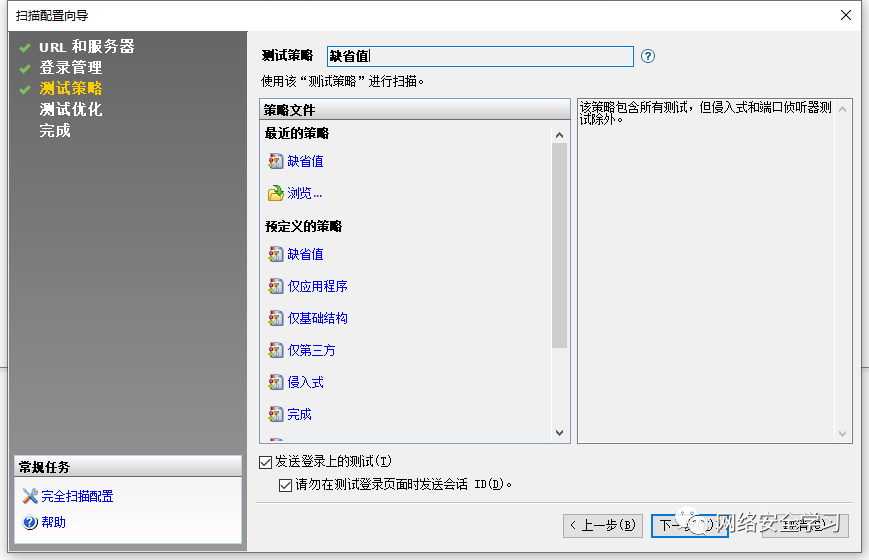 扫描配置向导
URL 和服务器
登录管理
测试策略
测试优化
完成
测试策略 缺省值
使用该“测试策略”进行扫描。
策略文件
最近的策略
缺省值
浏览...
预定义的策略
缺省值
仅应用程序
仅基础结构
仅第三方
侵入式
完成
该策略包含所有测试，但侵入式和端口侦听器测
试除外。
发送登录上的测试(T)
请勿在测试登录页面时发送会话 ID(D)。
常规任务
完全扫描配置
帮助
< 上一步(B)
下一
网络安全学习